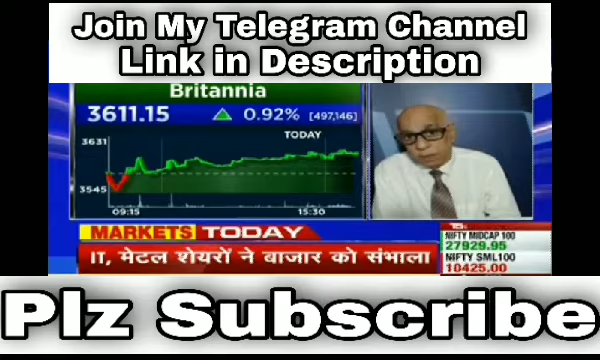 Join My Telegram Channel
Link in Description
Britannia
3611.15 0.92% [497,146]
TODAY
3631
3545
09:15 15:30
MARKETS TODAY
IT, मेटल शेयरों ने बाजार को संभाला
NIFTY MIDCAP 100
27929.95
NIFTY SML100
10425.00
Plz Subscribe